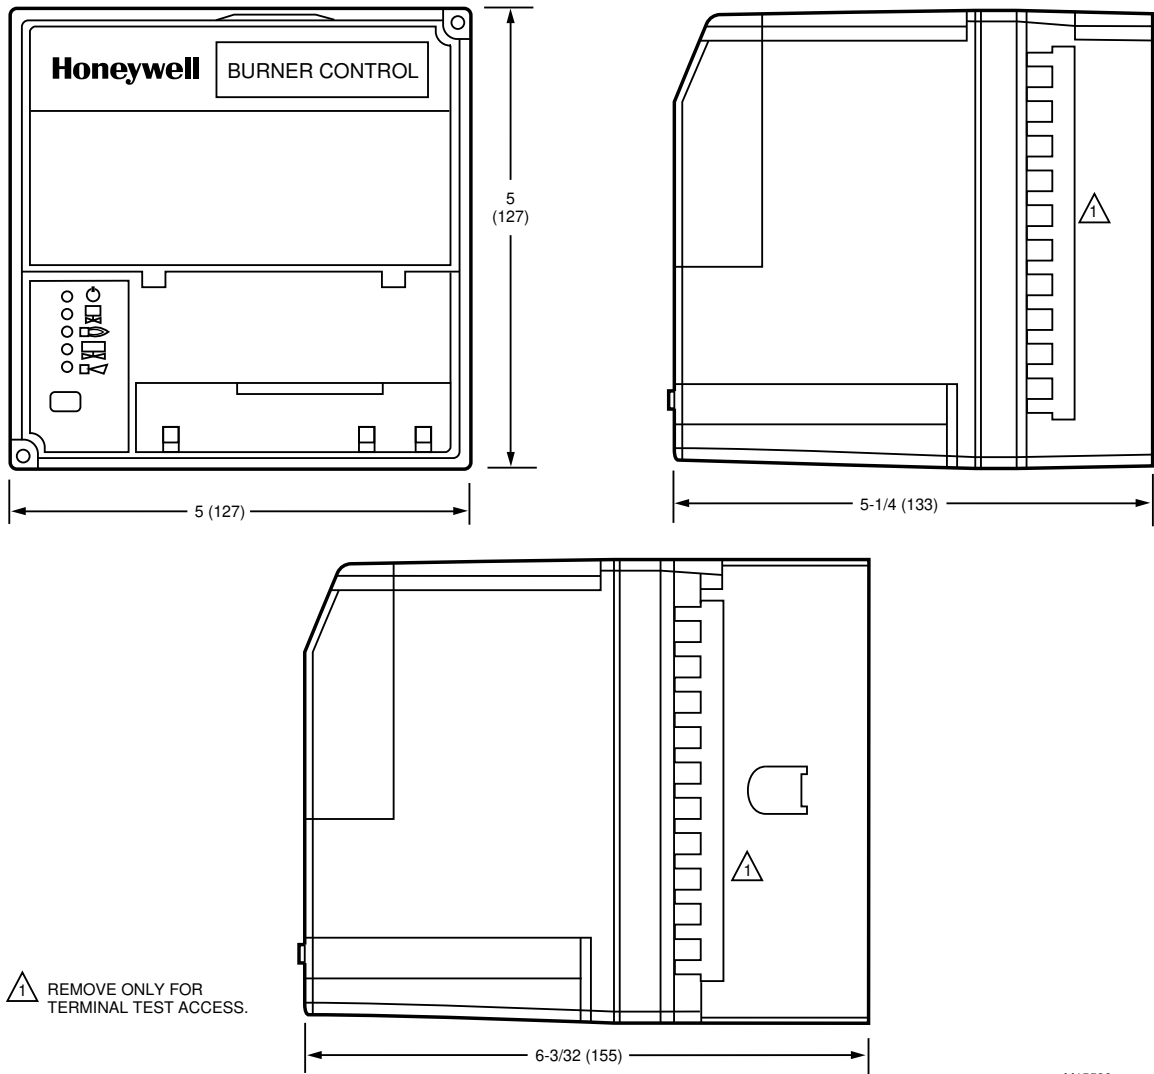 Honeywell
BURNER CONTROL
5
(127)
1
5 (127)
5-1/4 (133)
1
1 REMOVE ONLY FOR
TERMINAL TEST ACCESS.
6-3/32 (155)